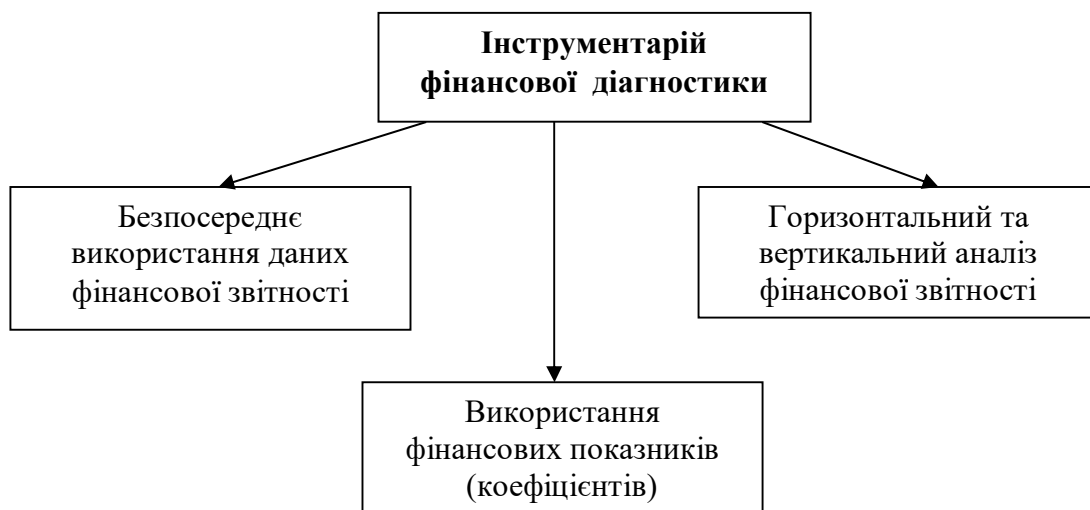 Інструментарій
фінансової діагностики
Безпосереднє
використання даних
фінансової звітності
Горизонтальний та
вертикальний аналіз
фінансової звітності
Використання
фінансових показників
(коефіцієнтів)